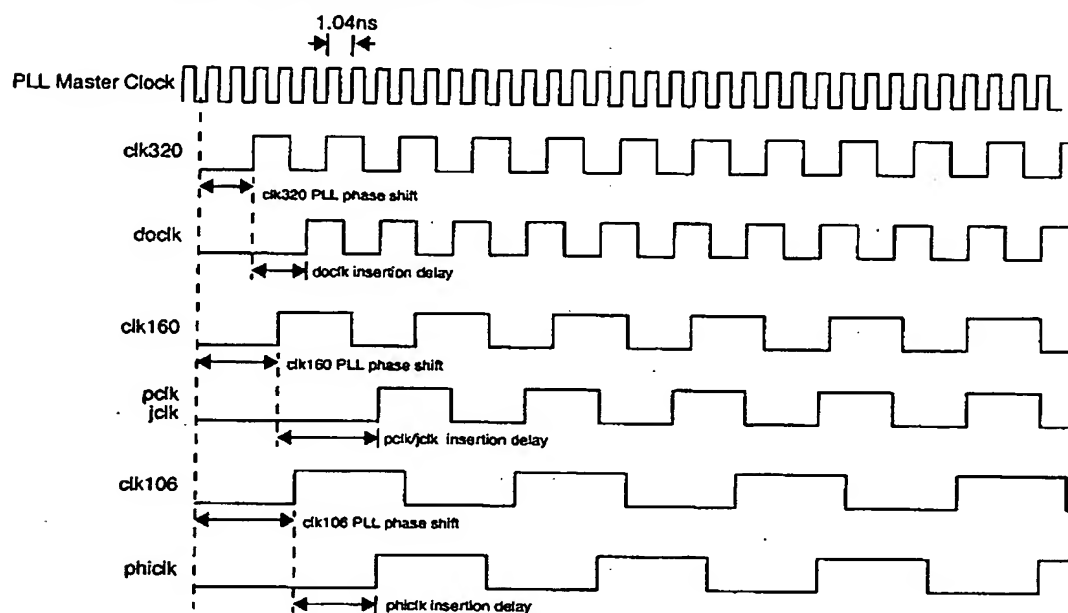 1.04ns
PLL Master Clock
clk320
clk320 PLL phase shift
doclk
doclk insertion delay
clk160
clk160 PLL phase shift
pclk
jclk
pclk/jclk insertion delay
clk106
clk106 PLL phase shift
phiclk
phiclk insertion delay